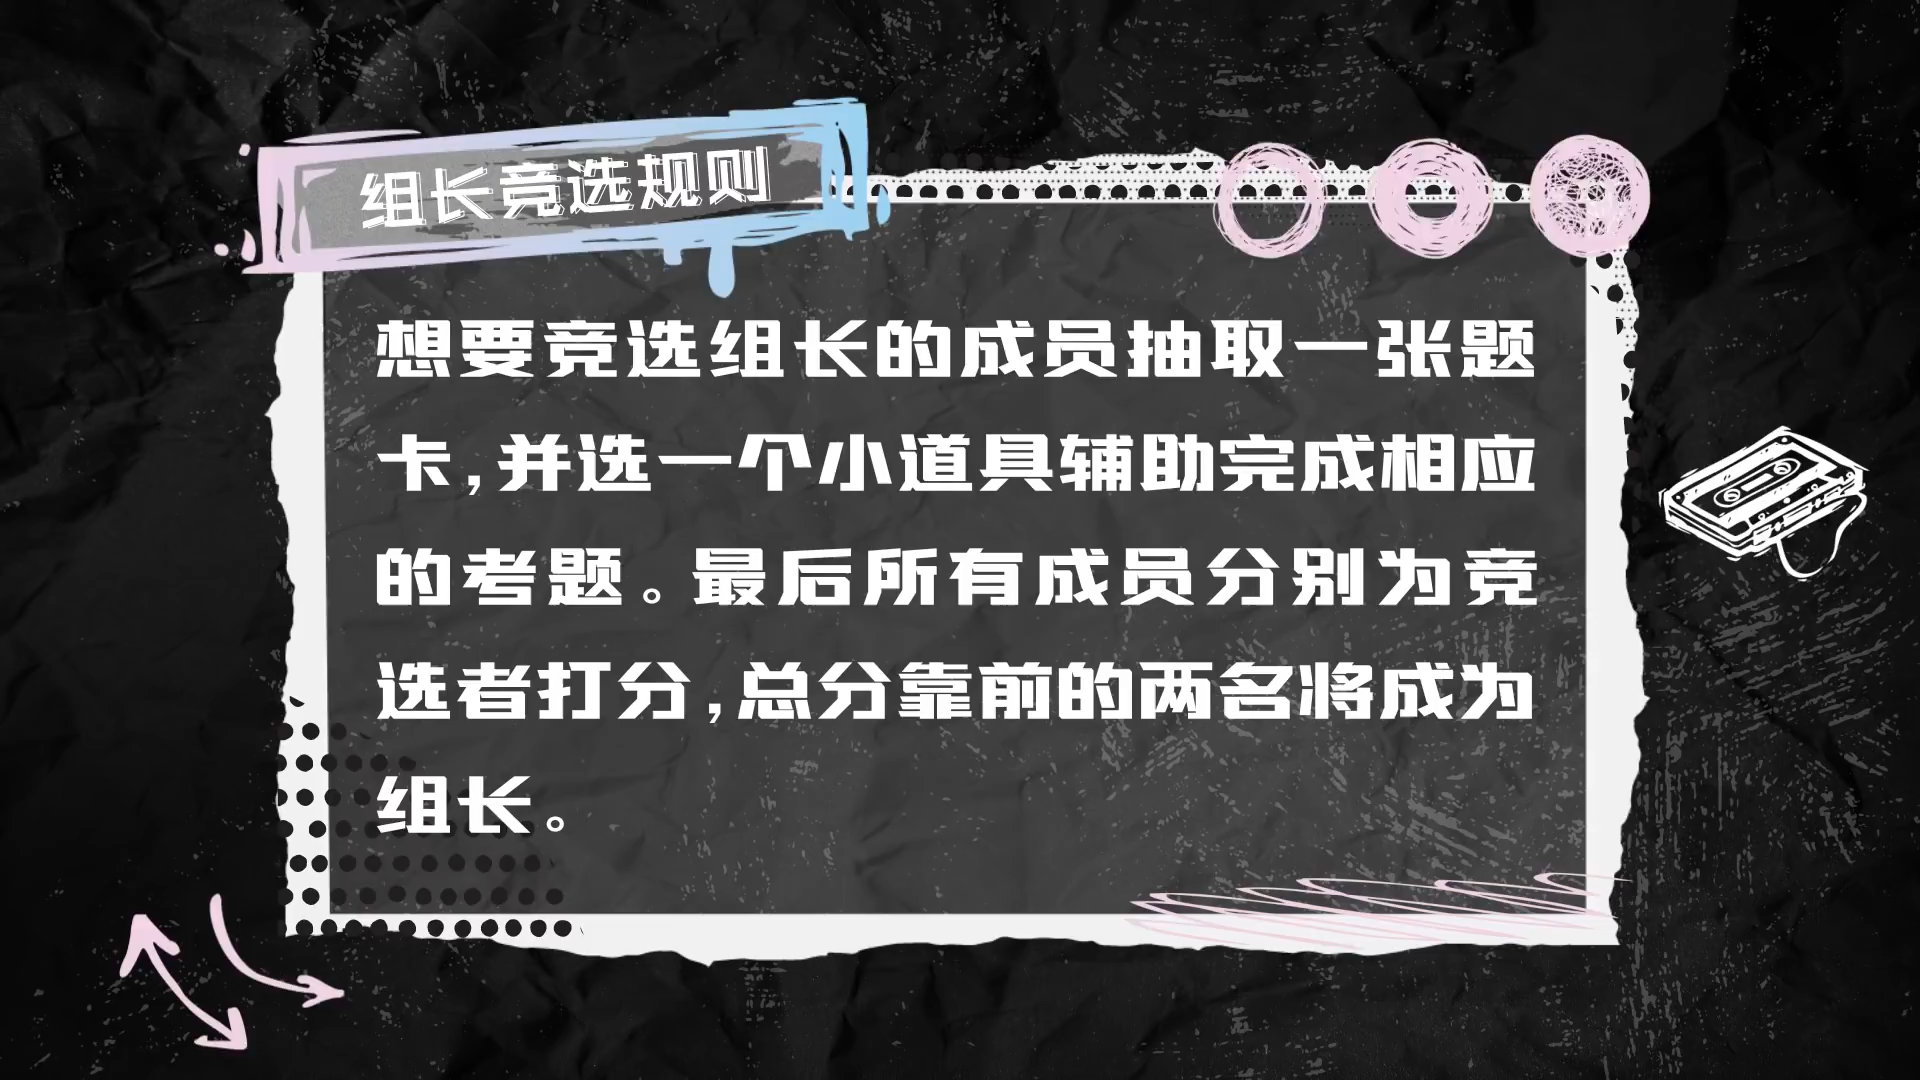 组长竞选规则
想要竞选组长的成员抽取一张题
卡,并选一个小道具辅助完成相应
的考题。最后所有成员分别为竞
选者打分,总分靠前的两名将成为
组长。